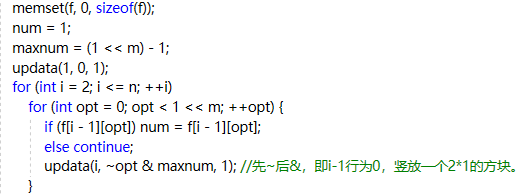 memset(f, 0, sizeof(f));
num = 1;
maxnum = (1 << m) - 1;
updata(1, 0, 1);
for (int i = 2; i <= n; ++i)
    for (int opt = 0; opt < 1 << m; ++opt) {
        if (f[i - 1][opt]) num = f[i - 1][opt];
        else continue;
        updata(i, ~opt & maxnum, 1); //先~后&，即i-1行为0，竖放一个2*1的方块。
    }